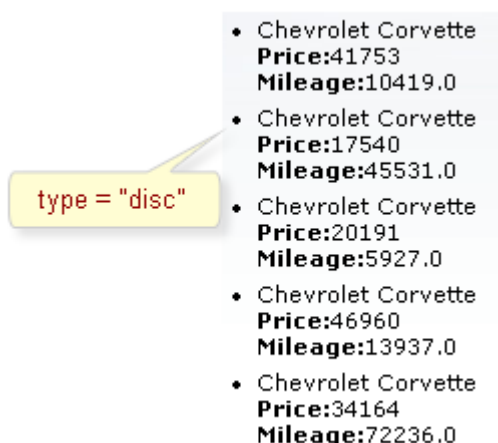 • Chevrolet Corvette
Price:41753
Mileage:10419.0
• Chevrolet Corvette
Price:17540
Mileage:45531.0
type = "disc"
• Chevrolet Corvette
Price:20191
Mileage:5927.0
• Chevrolet Corvette
Price:46960
Mileage:13937.0
• Chevrolet Corvette
Price:34164
Mileage:72236.0